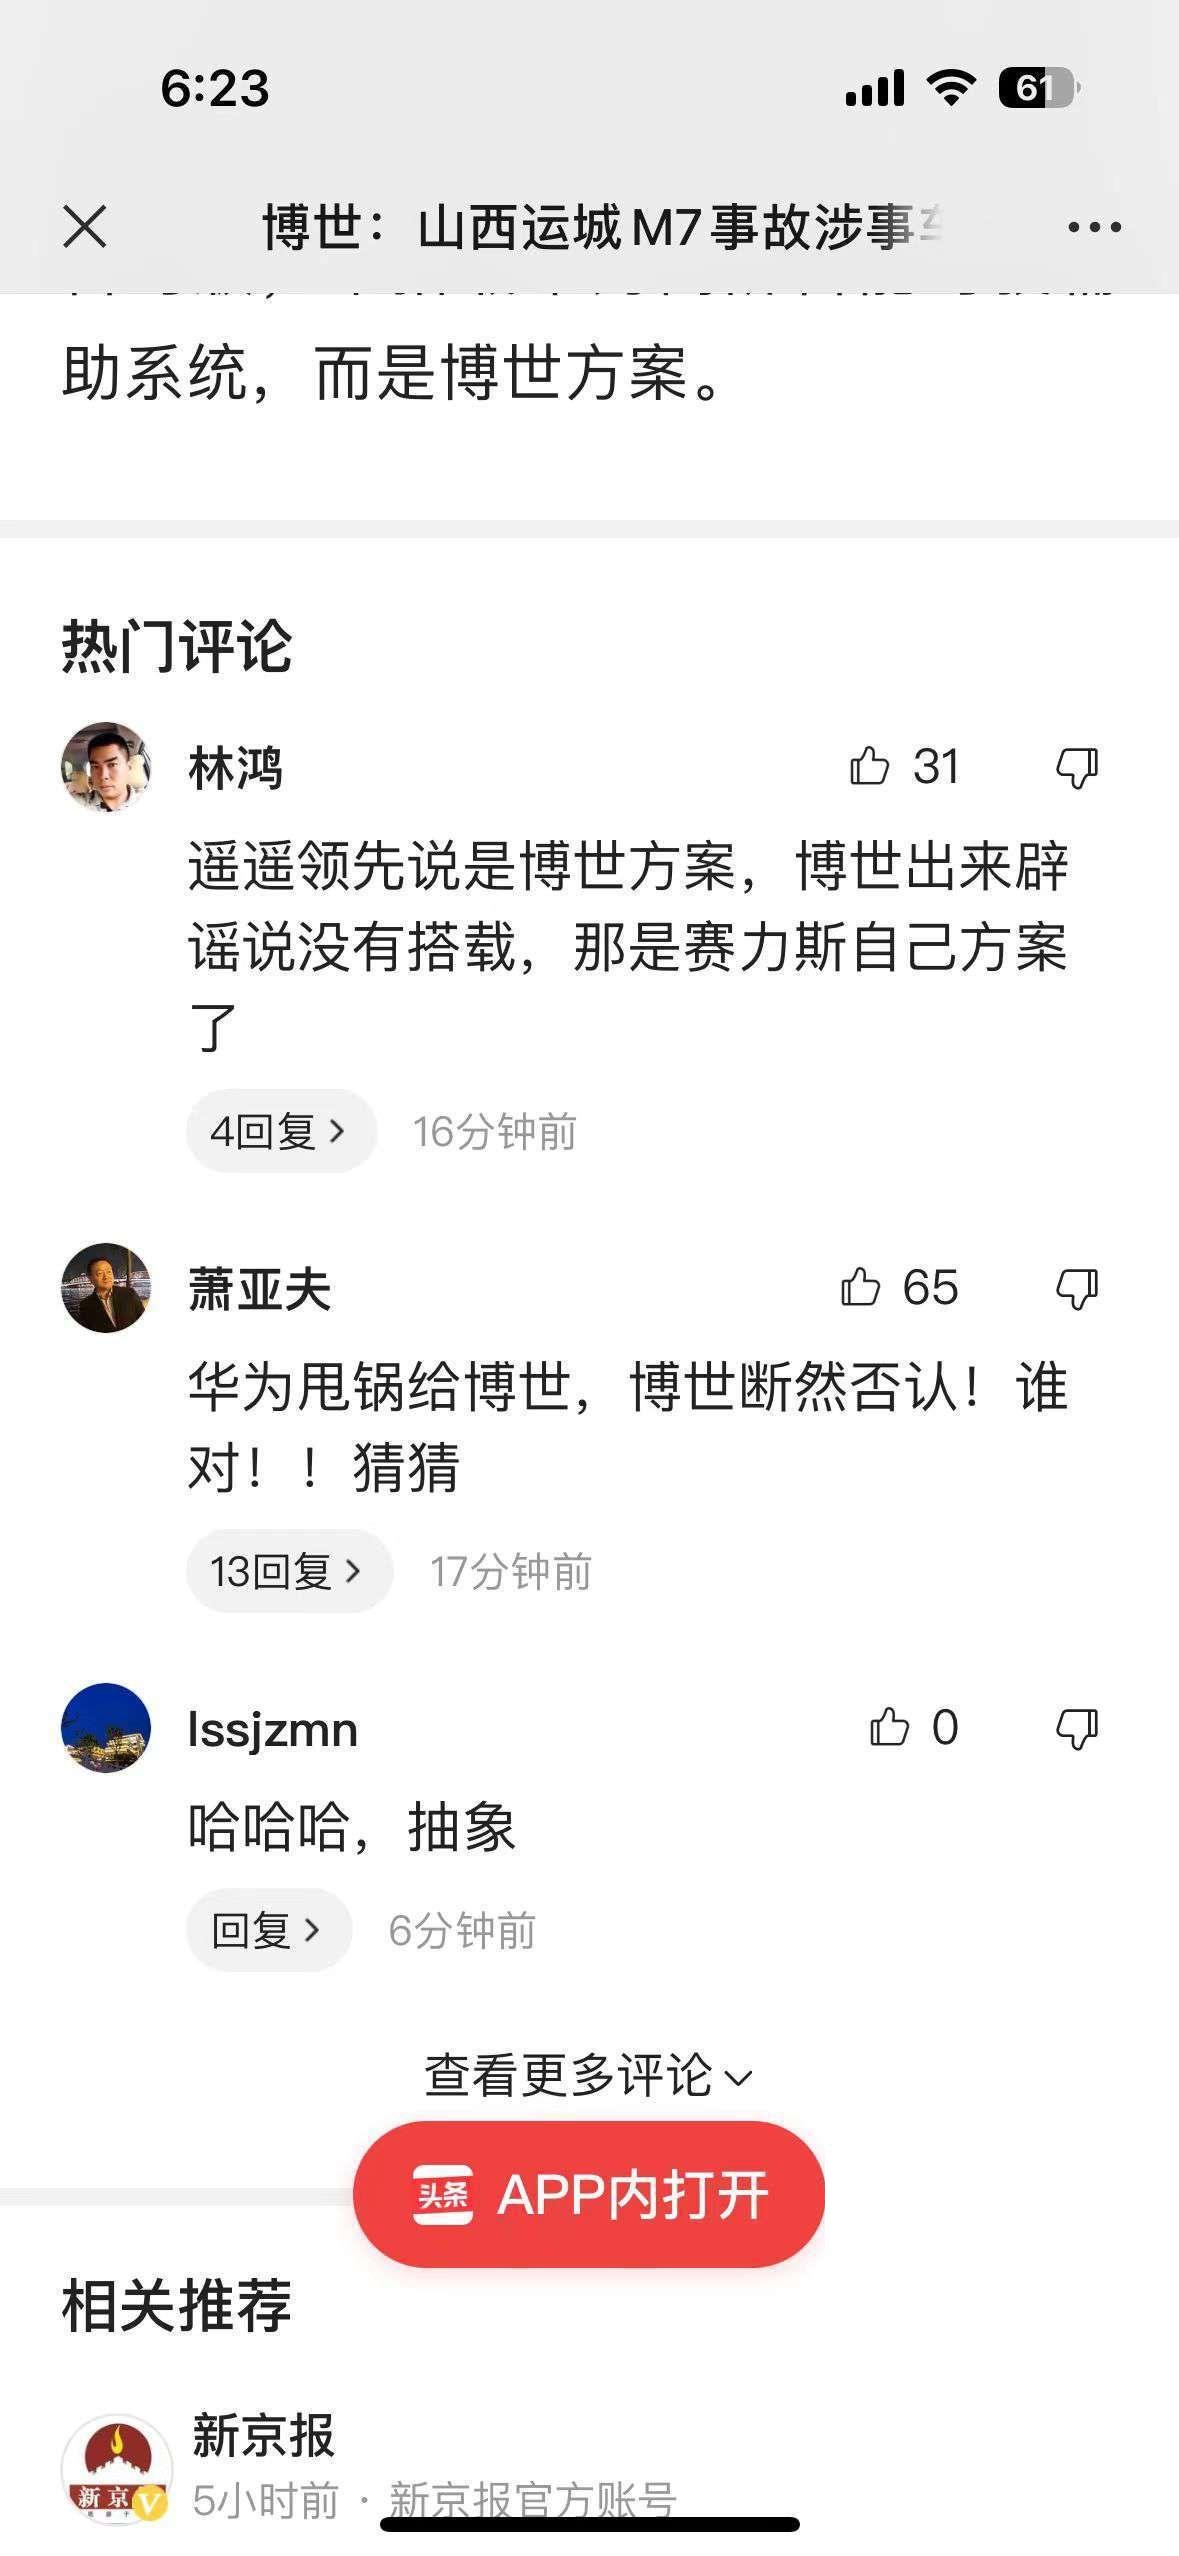 6:23
61
博世：山西运城M7事故涉事
助系统，而是博世方案。
热门评论
林鸿
31
遥遥领先说是博世方案，博世出来辟
谣说没有搭载，那是赛力斯自己方案
了
4回复
16分钟前
萧亚夫
65
华为甩锅给博世，博世断然否认！谁
对！！猜猜
13回复
17分钟前
lssjzmn
0
哈哈哈，抽象
回复
6分钟前
查看更多评论
头条 APP内打开
相关推荐
新京报
新京
V
5小时前 · 新京报官方账号